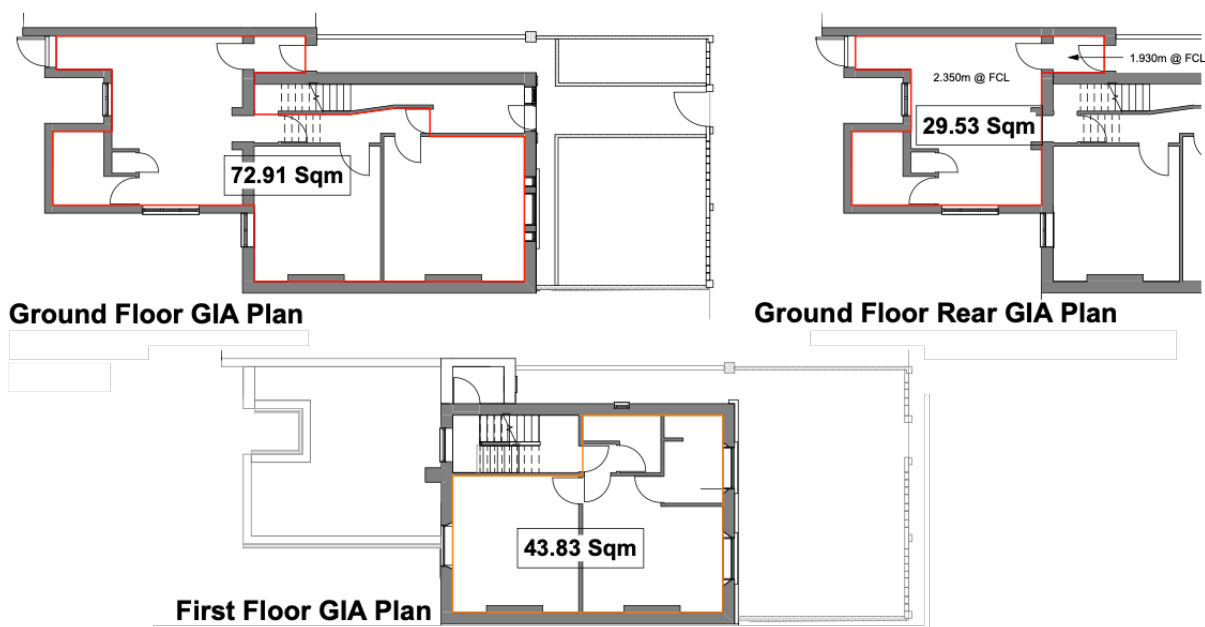 1.930m @ FCL
2.350m @ FCL
29.53 Sqm
72.91 Sqm
Ground Floor GIA Plan
Ground Floor Rear GIA Plan
43.83 Sqm
First Floor GIA Plan